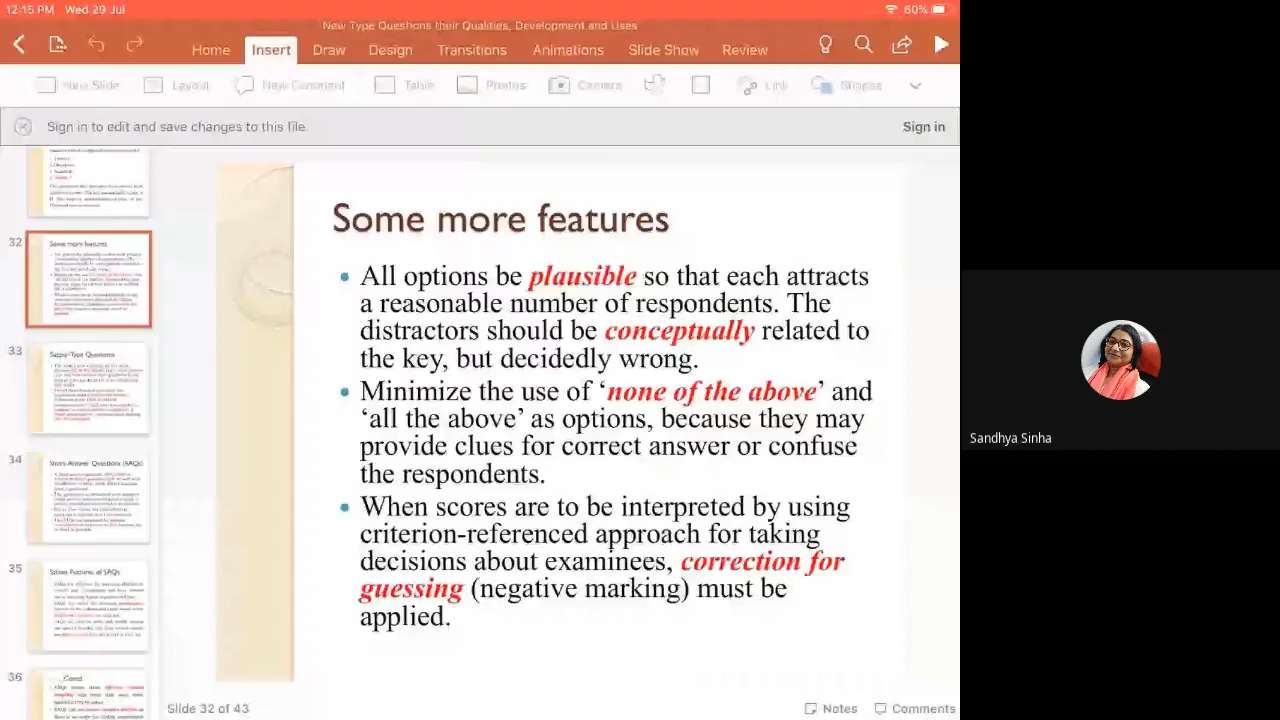 12:15 PM Wed 29 Jul
60%
New Type Questions their Qualities, Development and Uses
Home Insert Draw Design Transitions Animations Slide Show Review
New Slide Layout New Comment Table Photos Camera Link Shapes
Sign in to edit and save changes to this file.
Sign in
32
Some more features
33
Supply-Type Questions
34
Short-Answer Questions (SAQs)
35
Salient Features of SAQs
36
Some more features
• All options be plausible so that each attracts
a reasonable number of respondents. The
distractors should be conceptually related to
the key, but decidedly wrong.
• Minimize the use of ‘none of the above’ and
‘all the above’ as options, because they may
provide clues for correct answer or confuse
the respondents.
• When scores are to be interpreted by using
criterion-referenced approach for taking
decisions about examinees, correction for
guessing (negative marking) must be
applied.
Slide 32 of 43
Notes Comments
Sandhya Sinha